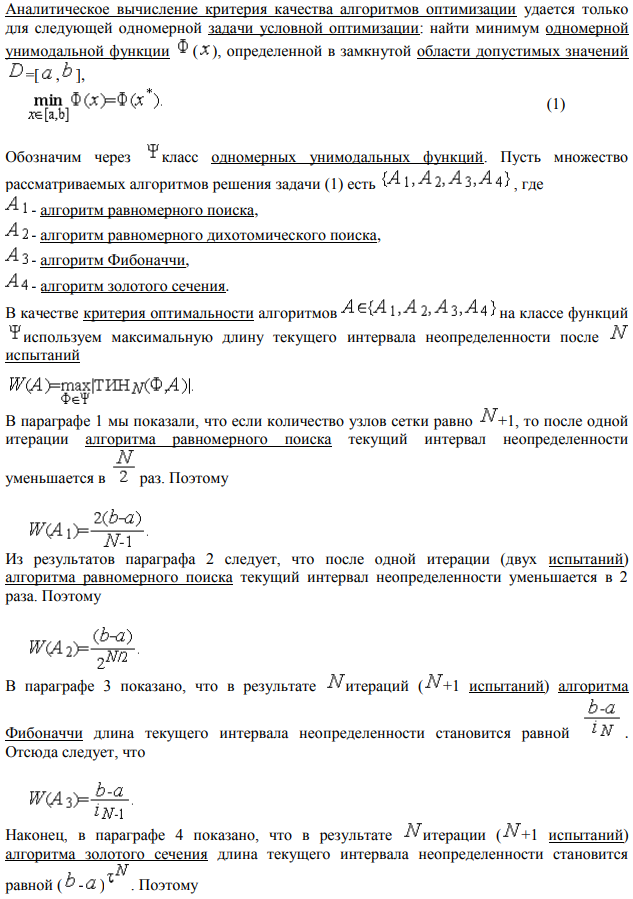 Аналитическое вычисление критерия качества алгоритмов оптимизации удается только
для следующей одномерной задачи условной оптимизации: найти минимум одномерной
унимодальной функции Φ(x), определенной в замкнутой области допустимых значений
D=[a,b],
min Φ(x)=Φ(x*). (1)
x∈[a,b]
Обозначим через Ψ класс одномерных унимодальных функций. Пусть множество
рассматриваемых алгоритмов решения задачи (1) есть {A1,A2,A3,A4}, где
A1- алгоритм равномерного поиска,
A2- алгоритм равномерного дихотомического поиска,
A3- алгоритм Фибоначчи,
A4- алгоритм золотого сечения.
В качестве критерия оптимальности алгоритмов A∈{A1,A2,A3,A4} на классе функций
Ψ используем максимальную длину текущего интервала неопределенности после N
испытаний
W(A)=max|ТИН_N(Φ,A)|.
Φ∈Ψ
В параграфе 1 мы показали, что если количество узлов сетки равно N+1, то после одной
итерации алгоритма равномерного поиска текущий интервал неопределенности
уменьшается в N/2 раз. Поэтому
W(A1)=2(b-a)/N-1.
Из результатов параграфа 2 следует, что после одной итерации (двух испытаний)
алгоритма равномерного поиска текущий интервал неопределенности уменьшается в 2
раза. Поэтому
W(A2)=(b-a)/2^N/2.
В параграфе 3 показано, что в результате N итераций (N+1 испытаний) алгоритма
Фибоначчи длина текущего интервала неопределенности становится равной b-a/i_N.
Отсюда следует, что
W(A3)=b-a/i_N-1.
Наконец, в параграфе 4 показано, что в результате N итерации (N+1 испытаний)
алгоритма золотого сечения длина текущего интервала неопределенности становится
равной (b-a)τ^N. Поэтому